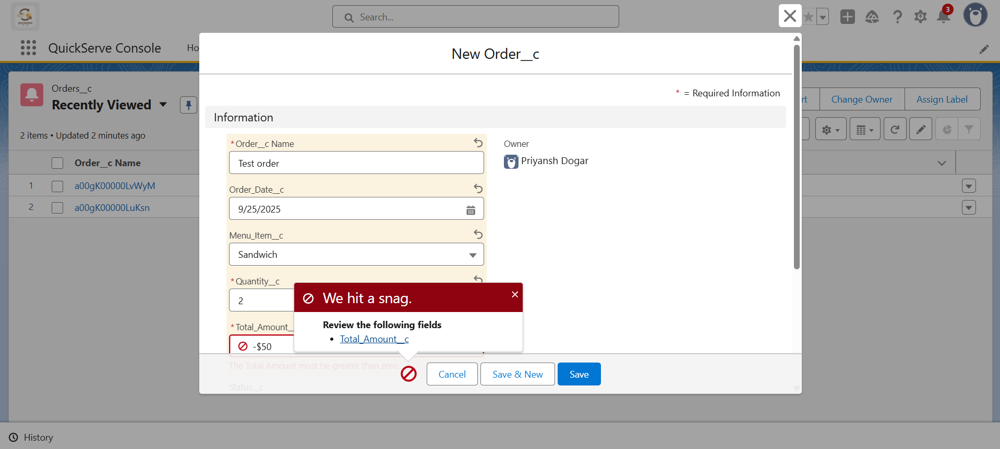 QUICKSERVE
Search...
3
QuickServe Console
Ho
New Order__c
Orders__c
Recently Viewed
* = Required Information
rt
Change Owner
Assign Label
Information
2 items • Updated 2 minutes ago
*Order__c Name
Test order
Owner
Priyansh Dogar
Order__c Name
1
a00gK00000LvWyM
2
a00gK00000LuKsn
Order_Date__c
9/25/2025
Menu_Item__c
Sandwich
*Quantity__c
2
We hit a snag.
Review the following fields
• Total_Amount__c
*Total_Amount_
-$50
The Total Amount must be greater than zero.
Status__c
Cancel
Save & New
Save
History